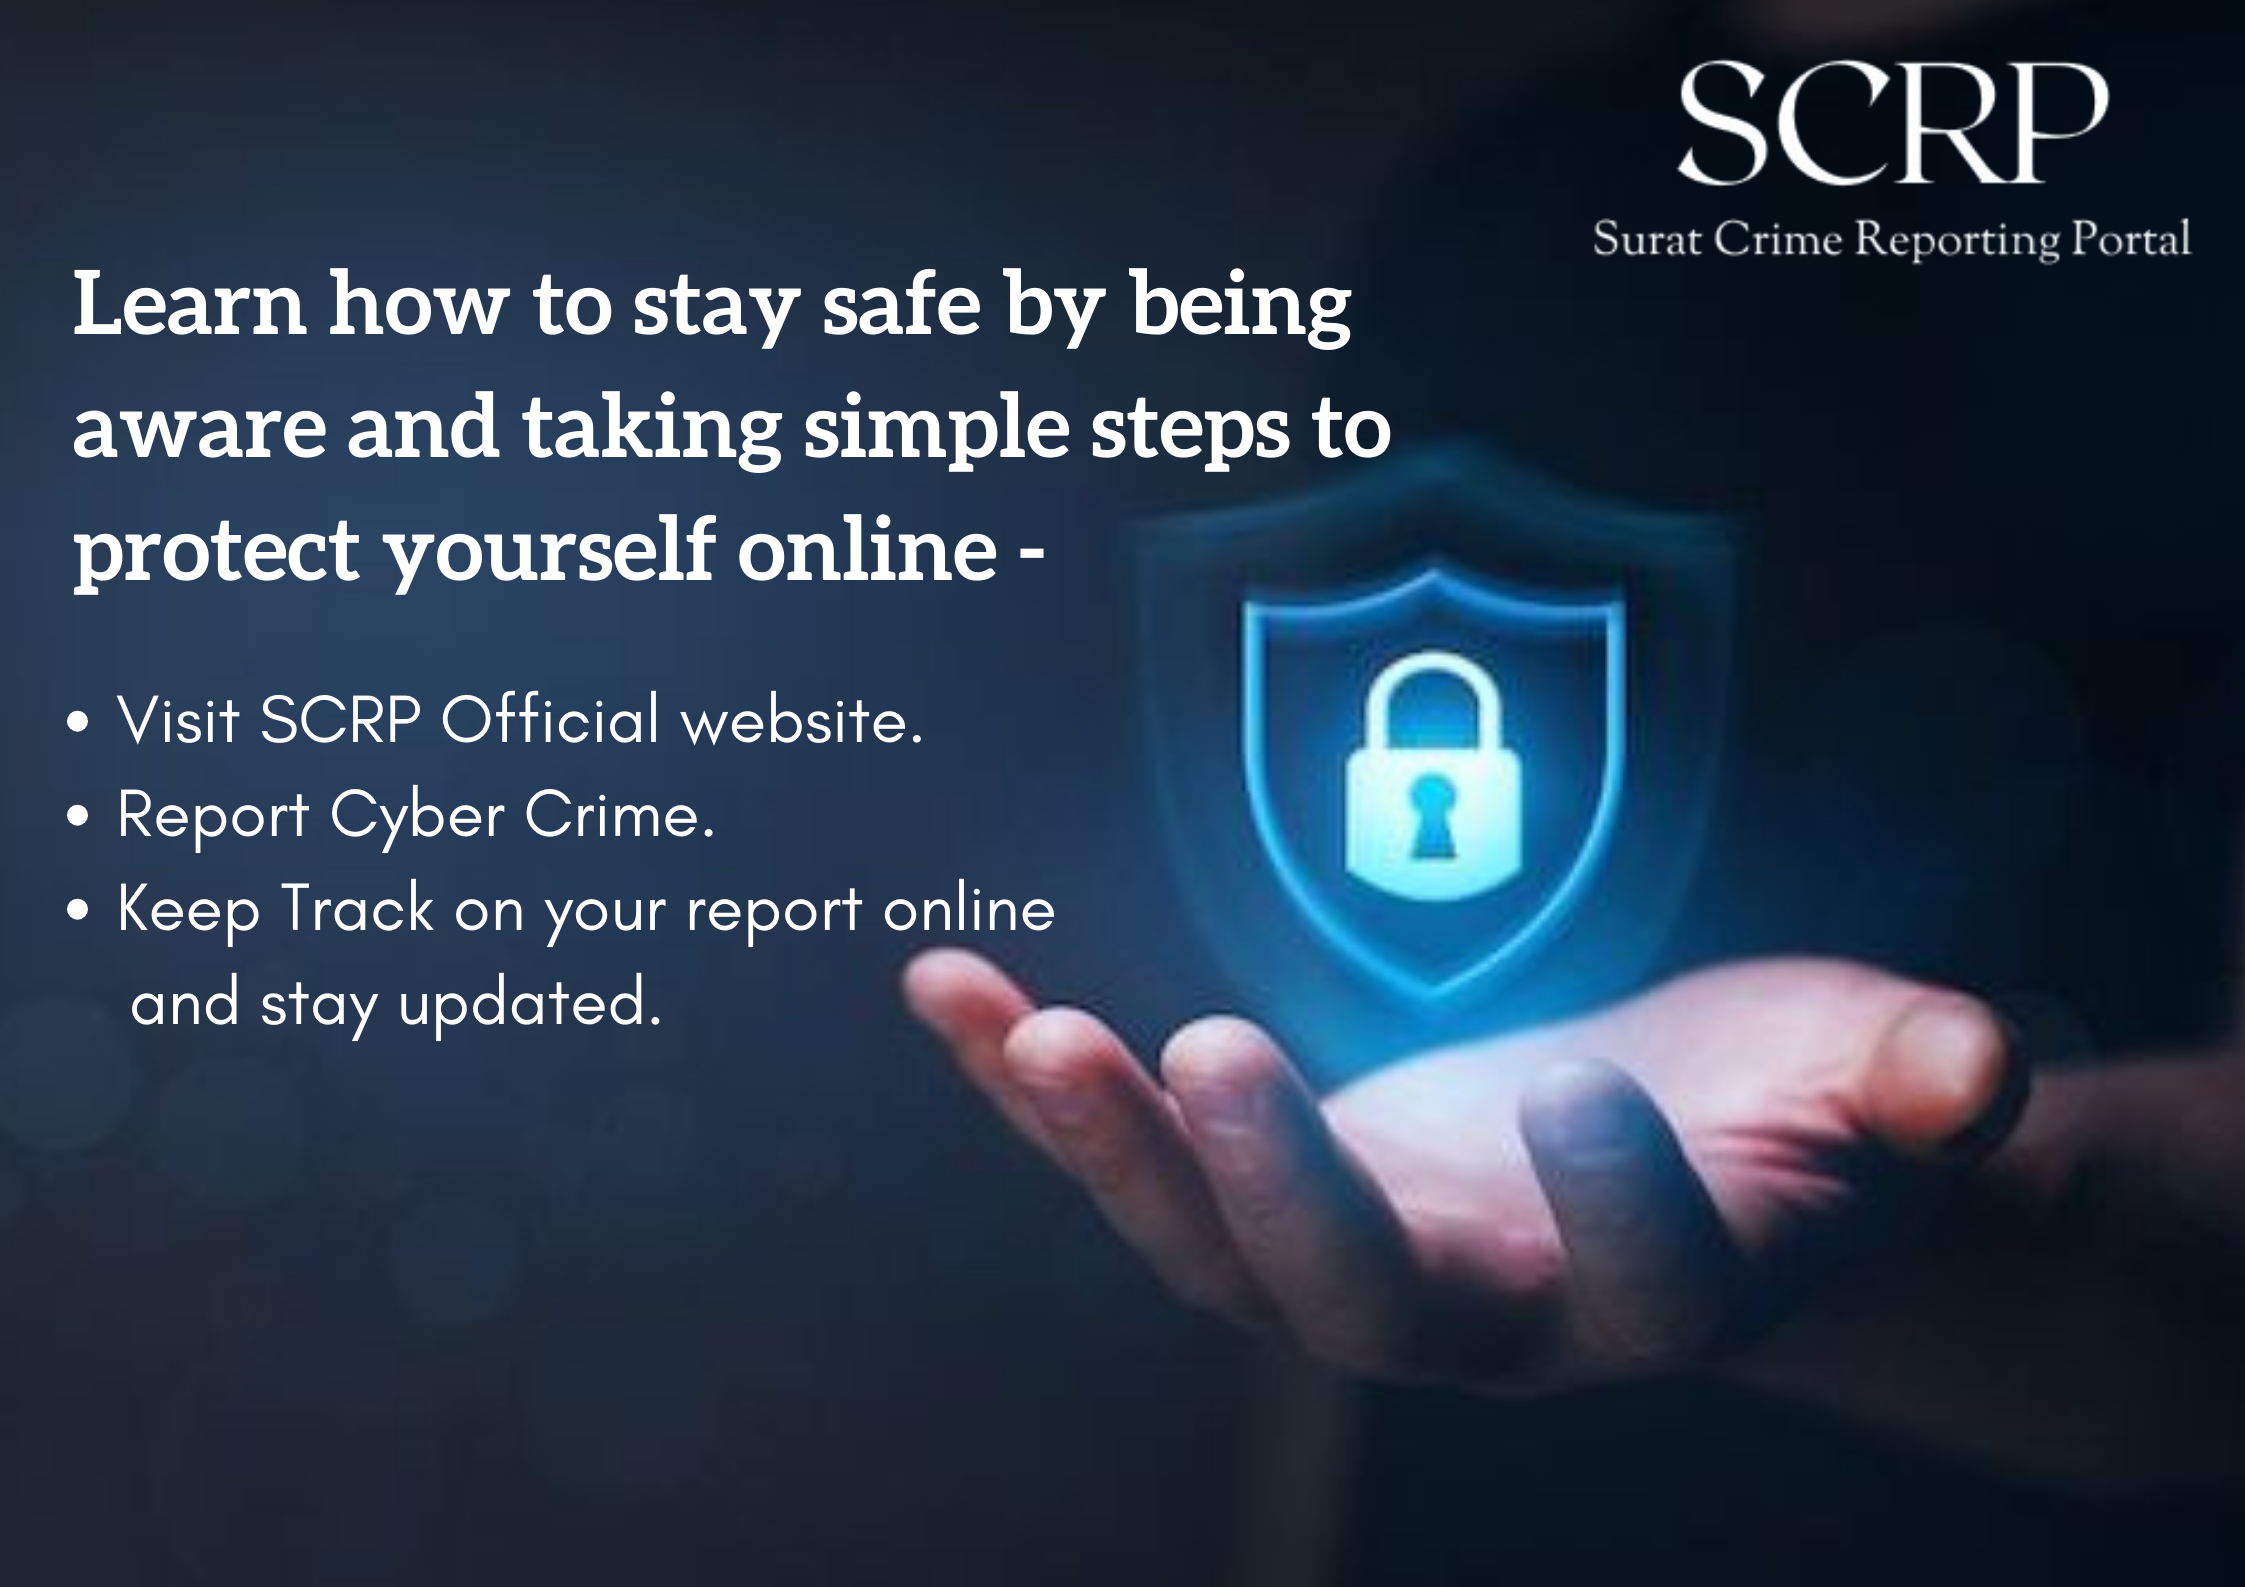 SCRP
Surat Crime Reporting Portal
Learn how to stay safe by being
aware and taking simple steps to
protect yourself online -
• Visit SCRP Official website.
• Report Cyber Crime.
• Keep Track on your report online
and stay updated.